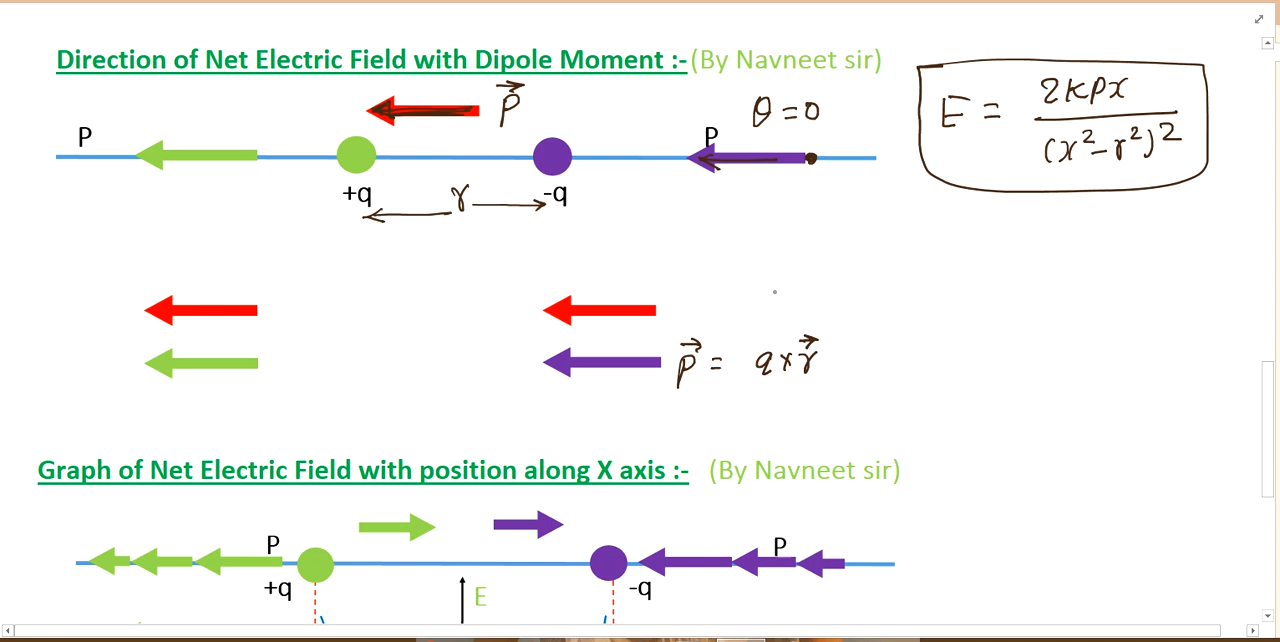 Direction of Net Electric Field with Dipole Moment :- (By Navneet sir)
P⃗
P
P
θ = 0
E = 2KPx / (x² - r²)²
+q
r
-q
p⃗ = q × r⃗
Graph of Net Electric Field with position along X axis :- (By Navneet sir)
P
P
+q
E
-q